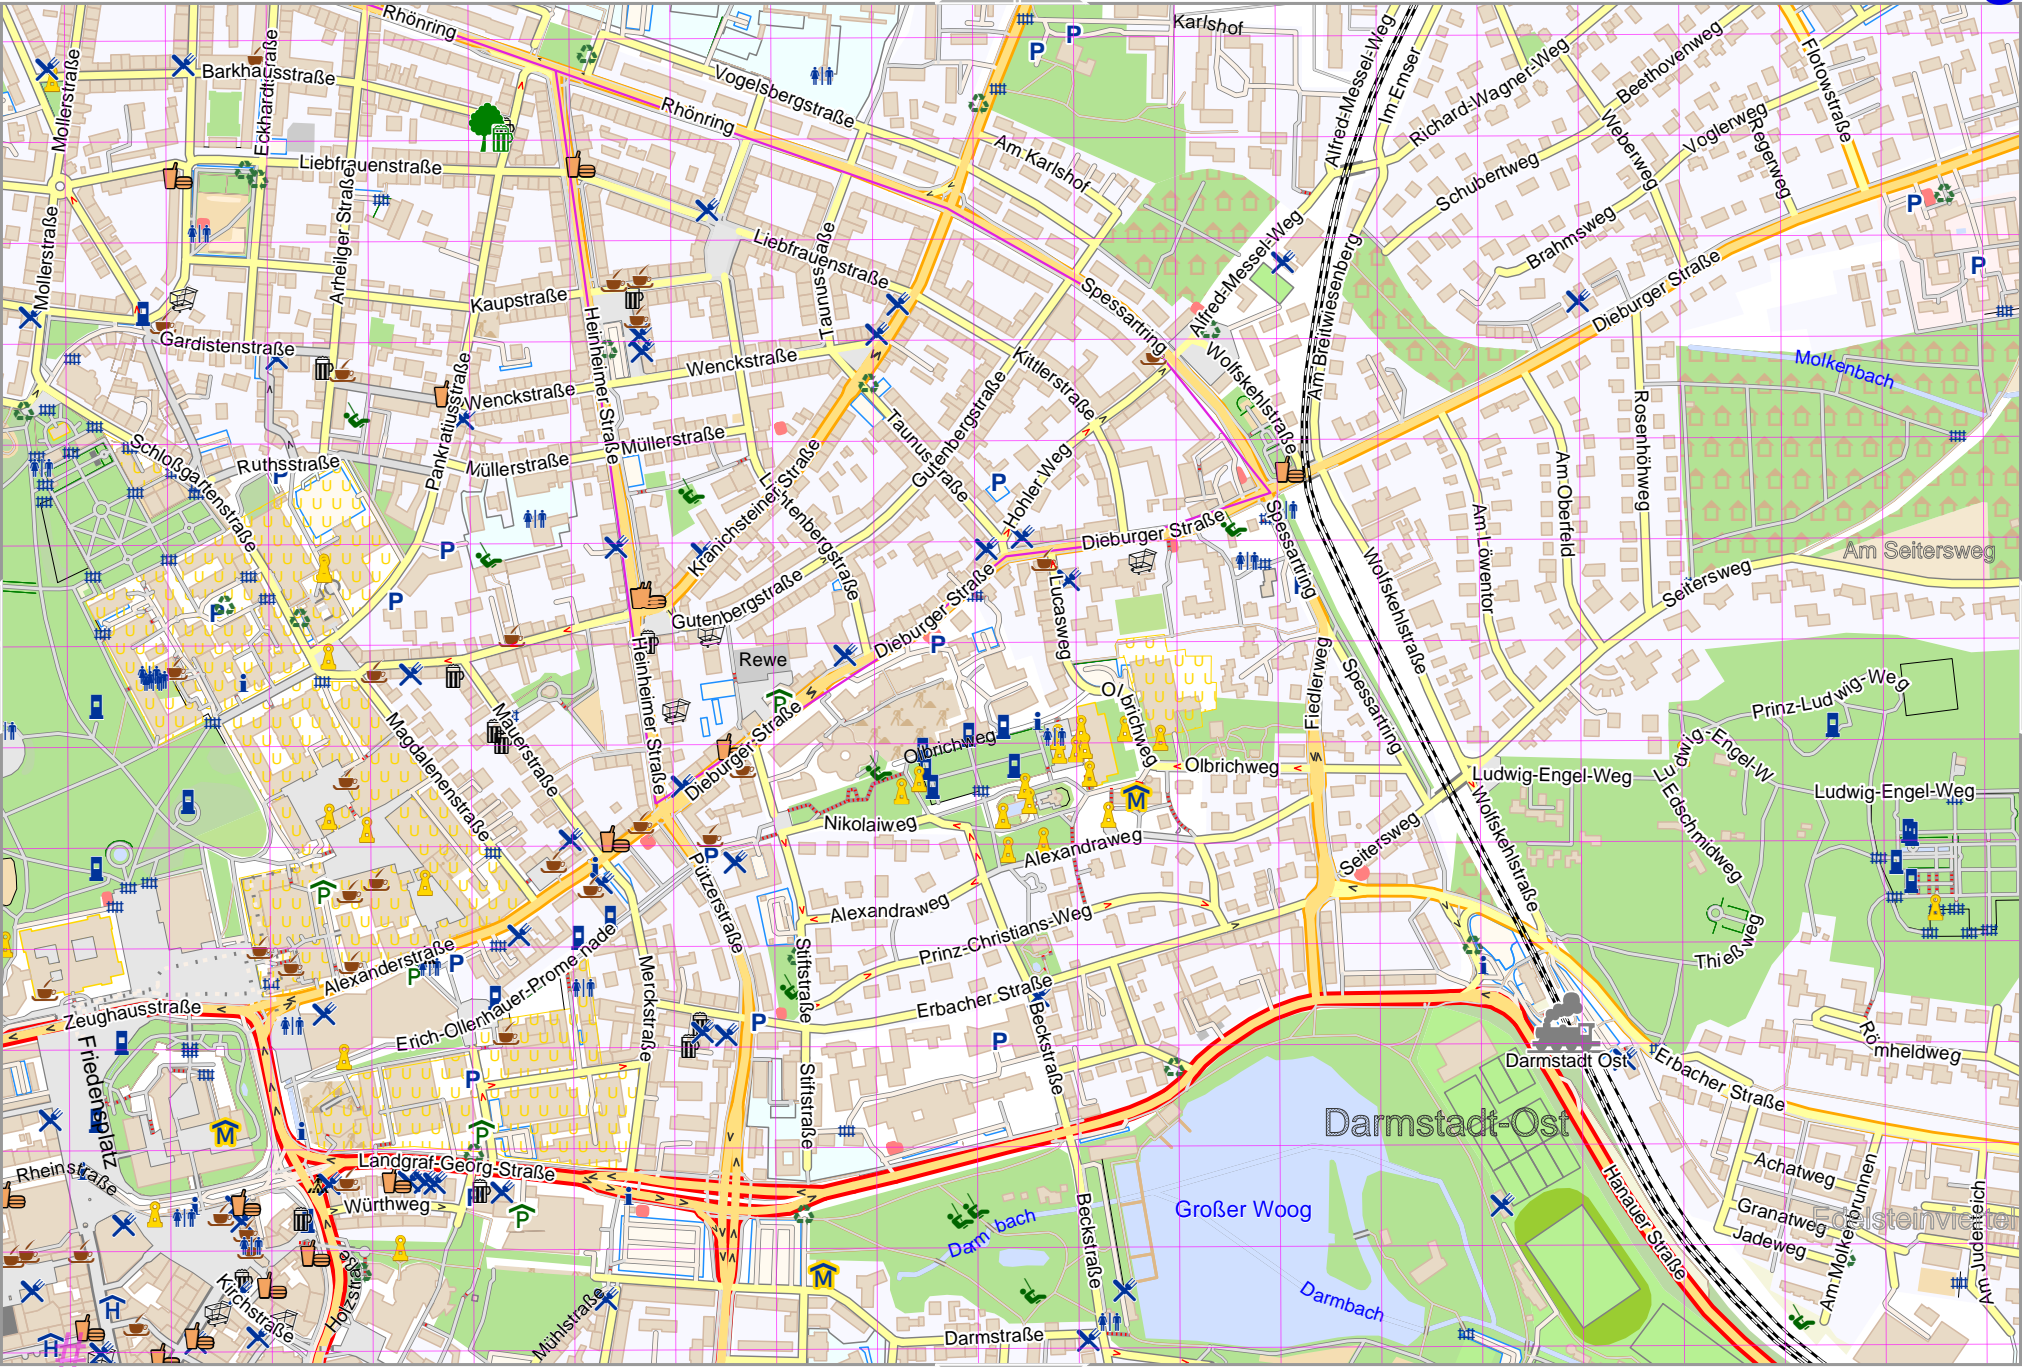 Rhönring
Karlshof
Alfred-Messel-Weg
Im Emser
Richard-Wagner-Weg
Beethovenweg
Flotowstraße
Mollerstraße
Barkhausstraße
Eckhardtstraße
Vogelsbergstraße
Rhönring
Weberweg
Voglerweg
Regerweg
Am Karlshof
Schubertweg
Liebfrauenstraße
Arheilger Straße
Mollerstraße
Liebfrauenstraße
Taunusstraße
Alfred-Messel-Weg
Brahmsweg
Spessartring
Am Breitwiesenberg
Dieburger Straße
Kaupstraße
Heinheimer Straße
Gardistenstraße
Wenckstraße
Wenckstraße
Kittlerstraße
Wolfskehlstraße
Molkenbach
Pankratiusstraße
Gutenbergstraße
Taunusstraße
Rosenhöhweg
Schloßgartenstraße
Ruthsstraße
Müllerstraße
Müllerstraße
Kranichsteiner Straße
Lichtenbergstraße
Hohler Weg
Am Oberfeld
Am Löwentor
Dieburger Straße
Spessartring
Wolfskehlstraße
Am Seitersweg
Seitersweg
Gutenbergstraße
Dieburger Straße
Lucasweg
Rewe
Heinheimer Straße
Fiedlerweg
Spessartring
Prinz-Ludwig-Weg
Magdalenenstraße
Mauerstraße
Dieburger Straße
Olbrichweg
Olbrichweg
Olbrichweg
Ludwig-Engel-Weg
Ludwig-Engel-W
Ludwig-Engel-Weg
Edschmidweg
Nikolaiweg
Alexandraweg
Seitersweg
Wolfskehlstraße
Pützerstraße
Alexandraweg
Prinz-Christians-Weg
Thießweg
Alexanderstraße
Stiftstraße
Merckstraße
Erbacher Straße
Zeughausstraße
Erich-Ollenhauer-Promenade
Beckstraße
Römheldweg
Friedensplatz
Darmstadt Ost
Erbacher Straße
Stiftstraße
Darmstadt-Ost
Rheinstraße
Landgraf-Georg-Straße
Würthweg
Achatweg
Granatweg
Jadeweg
Edelsteinviertel
Am Molkenbrunnen
Am Judenteich
Hanauer Straße
Großer Woog
Darmbach
Beckstraße
Darmbach
Kirchstraße
Holzstraße
Mühlstraße
Darmstraße